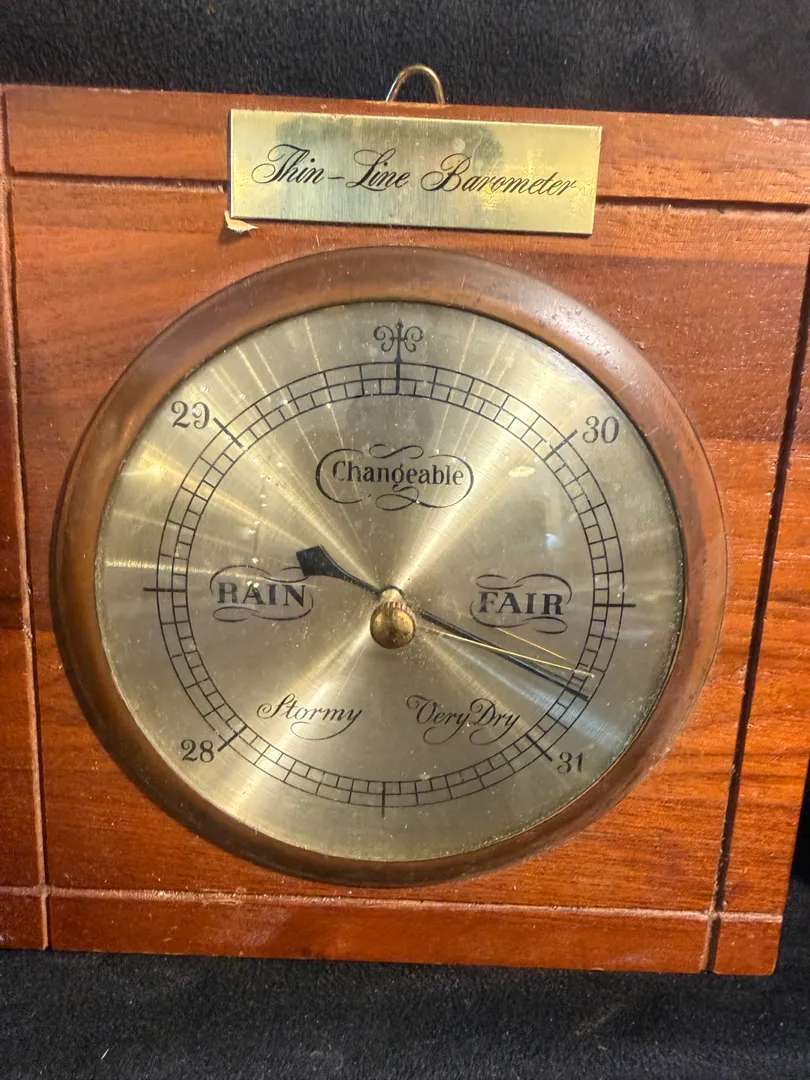 Thin-Line Barometer
29
30
Changeable
RAIN
FAIR
Stormy
Very Dry
28
31